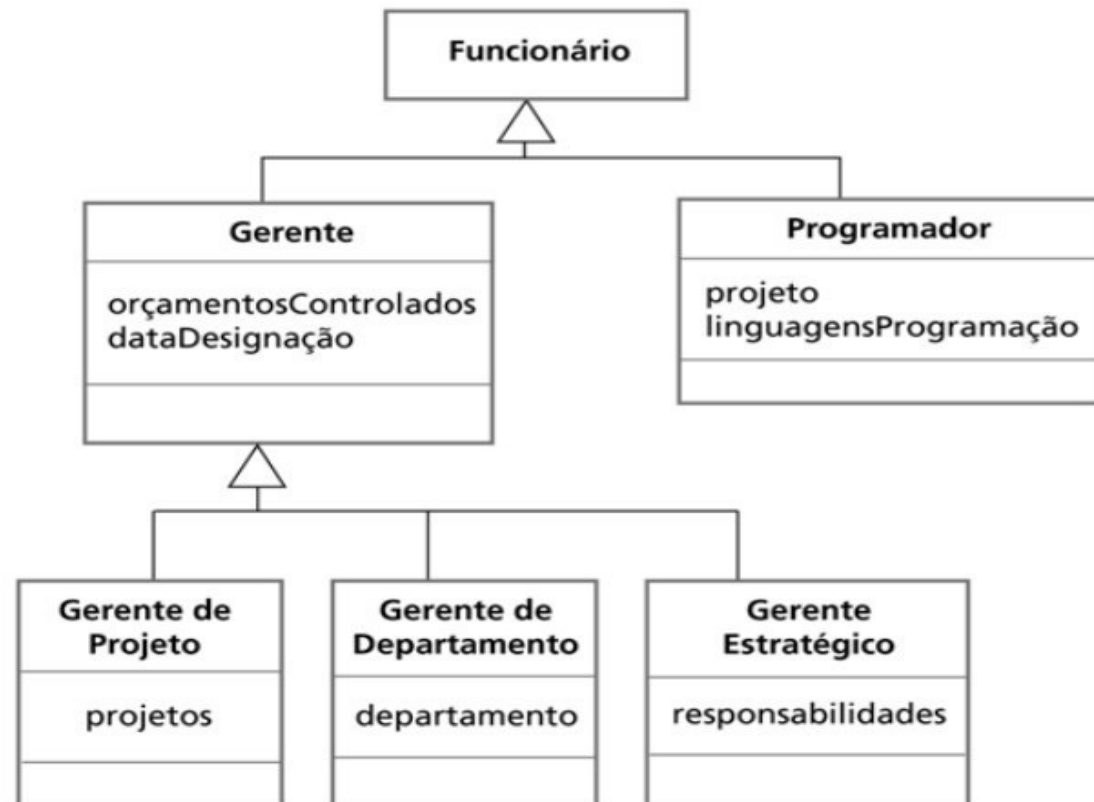 Funcionário
Gerente
orçamentosControlados
dataDesignação
Programador
projeto
linguagensProgramação
Gerente de
Projeto
projetos
Gerente de
Departamento
departamento
Gerente
Estratégico
responsabilidades